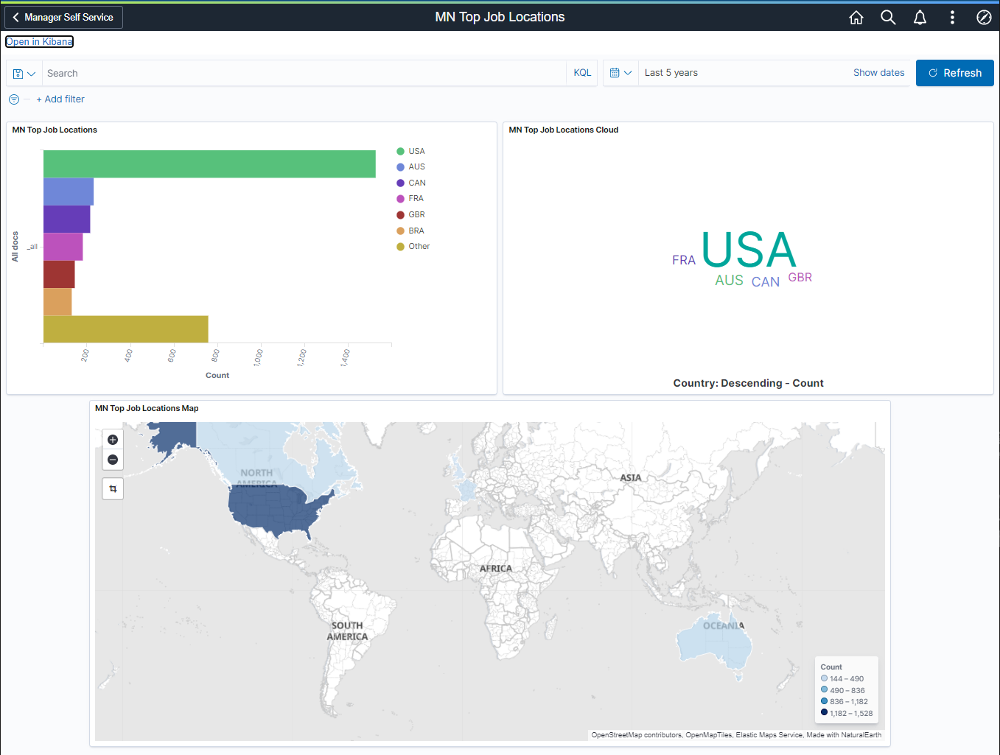 Manager Self Service
MN Top Job Locations
Open in Kibana
Search
KQL
Last 5 years
Show dates
Refresh
+ Add filter
MN Top Job Locations
USA
AUS
CAN
FRA
GBR
BRA
Other
All docs
_all
200
400
600
800
1,000
1,200
1,400
Count
MN Top Job Locations Cloud
USA
FRA
AUS
CAN
GBR
Country: Descending - Count
MN Top Job Locations Map
NORTH
AMERICA
ASIA
AFRICA
SOUTH
AMERICA
OCEANIA
Count
144 – 490
490 – 836
836 – 1,182
1,182 – 1,528
OpenStreetMap contributors, OpenMapTiles, Elastic Maps Service, Made with NaturalEarth